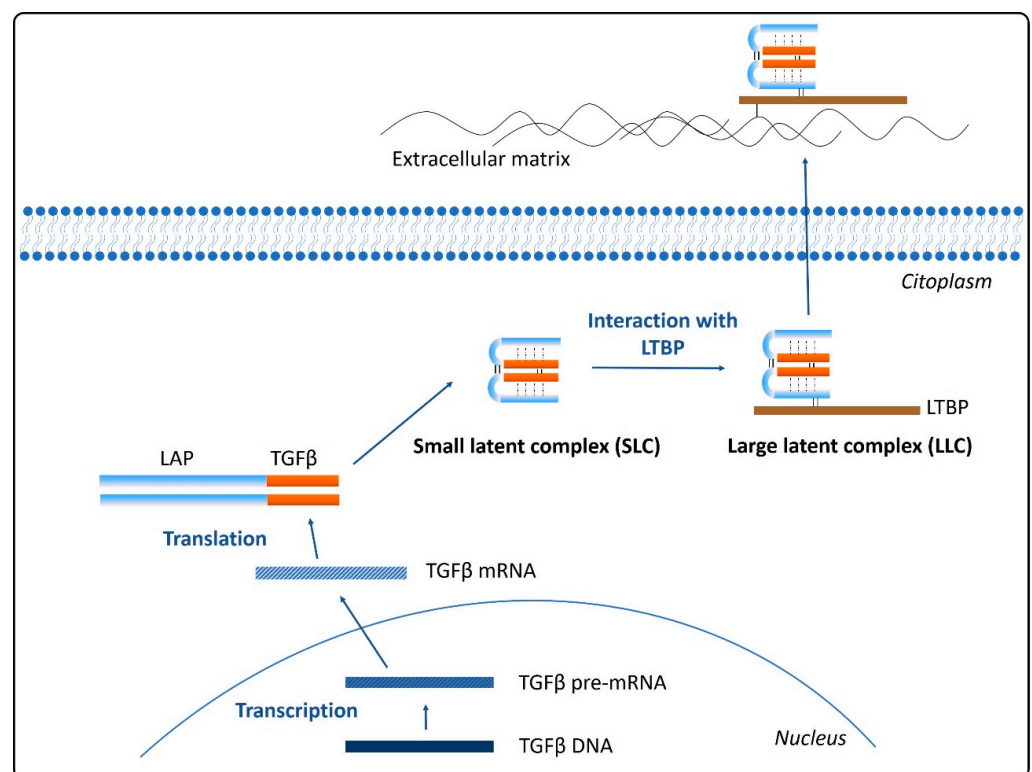 Extracellular matrix
Citoplasm
Interaction with
LTBP
LTBP
Small latent complex (SLC)
Large latent complex (LLC)
LAP
TGFβ
Translation
TGFβ mRNA
TGFβ pre-mRNA
Transcription
TGFβ DNA
Nucleus